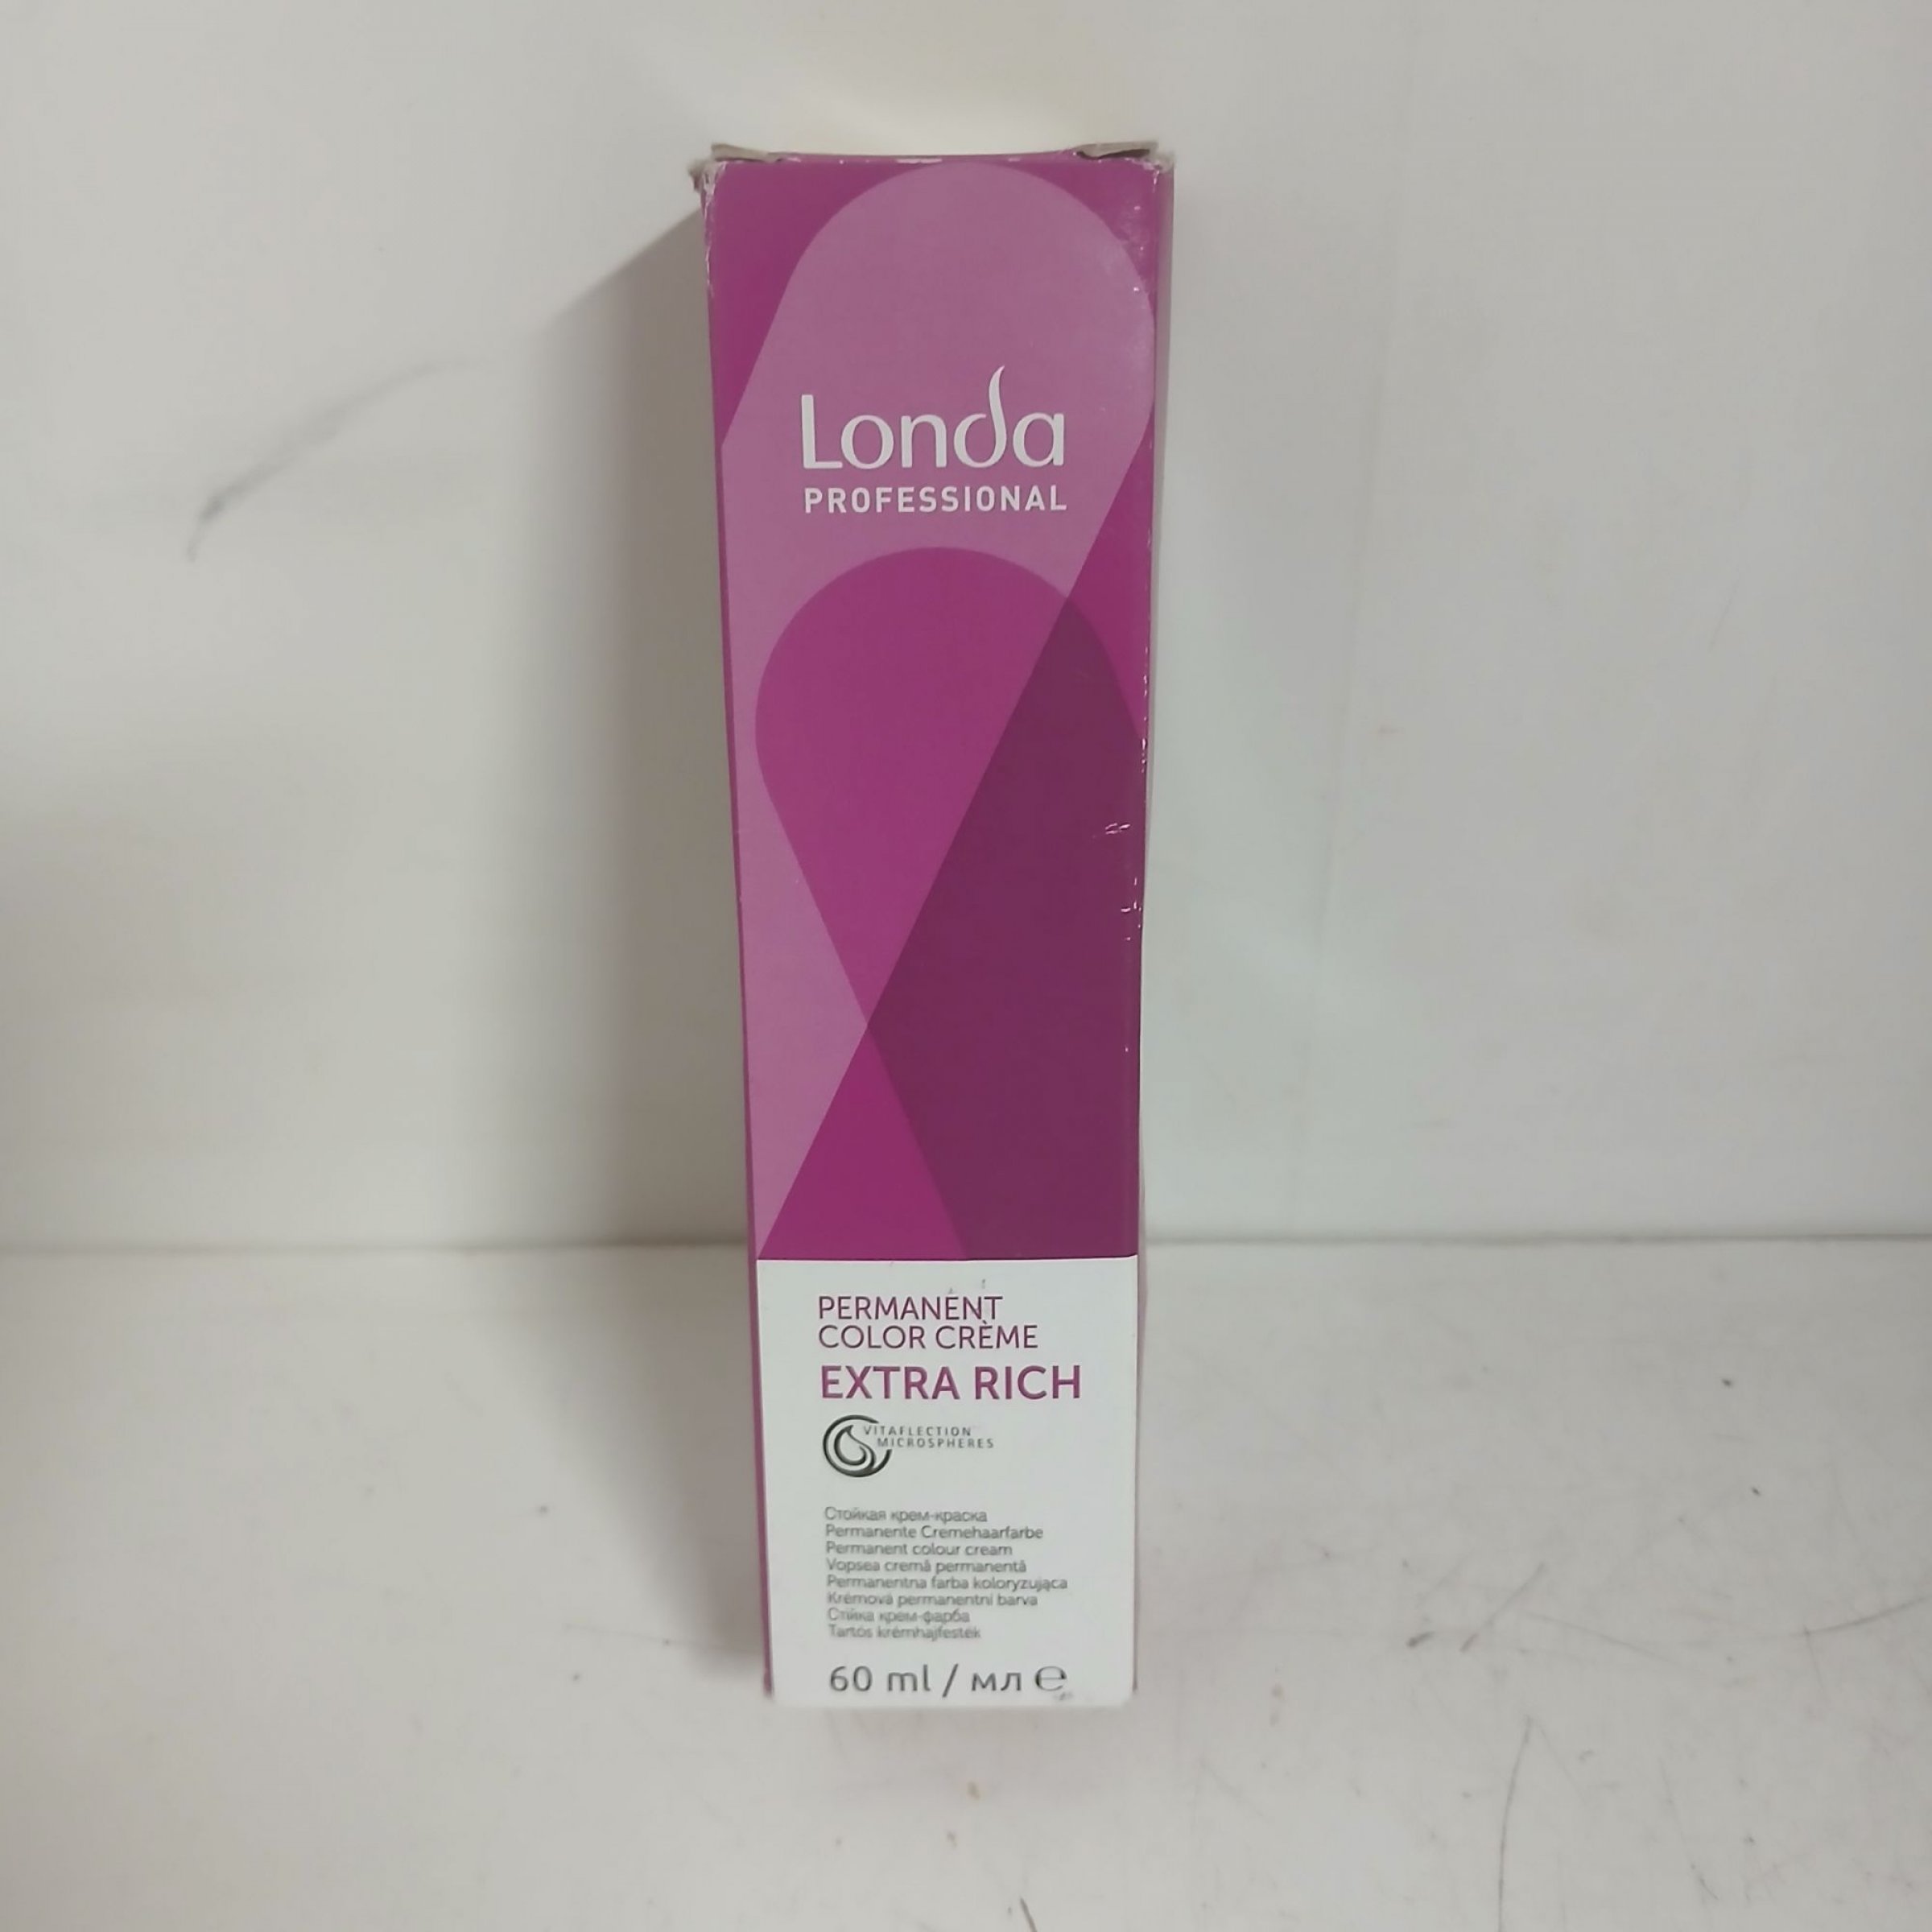 Londa
PROFESSIONAL
PERMANENT
COLOR CRÈME
EXTRA RICH
VITAFLECTION
MICROSPHERES
Стойкая крем-краска
Permanente Cremehaarfarbe
Permanent colour cream
Vopsea cremă permanentă
Permanentna farba koloryzująca
Krémová permanentní barva
Стійка крем-фарба
Tartós krémhajfesték
60 ml / мл ℮